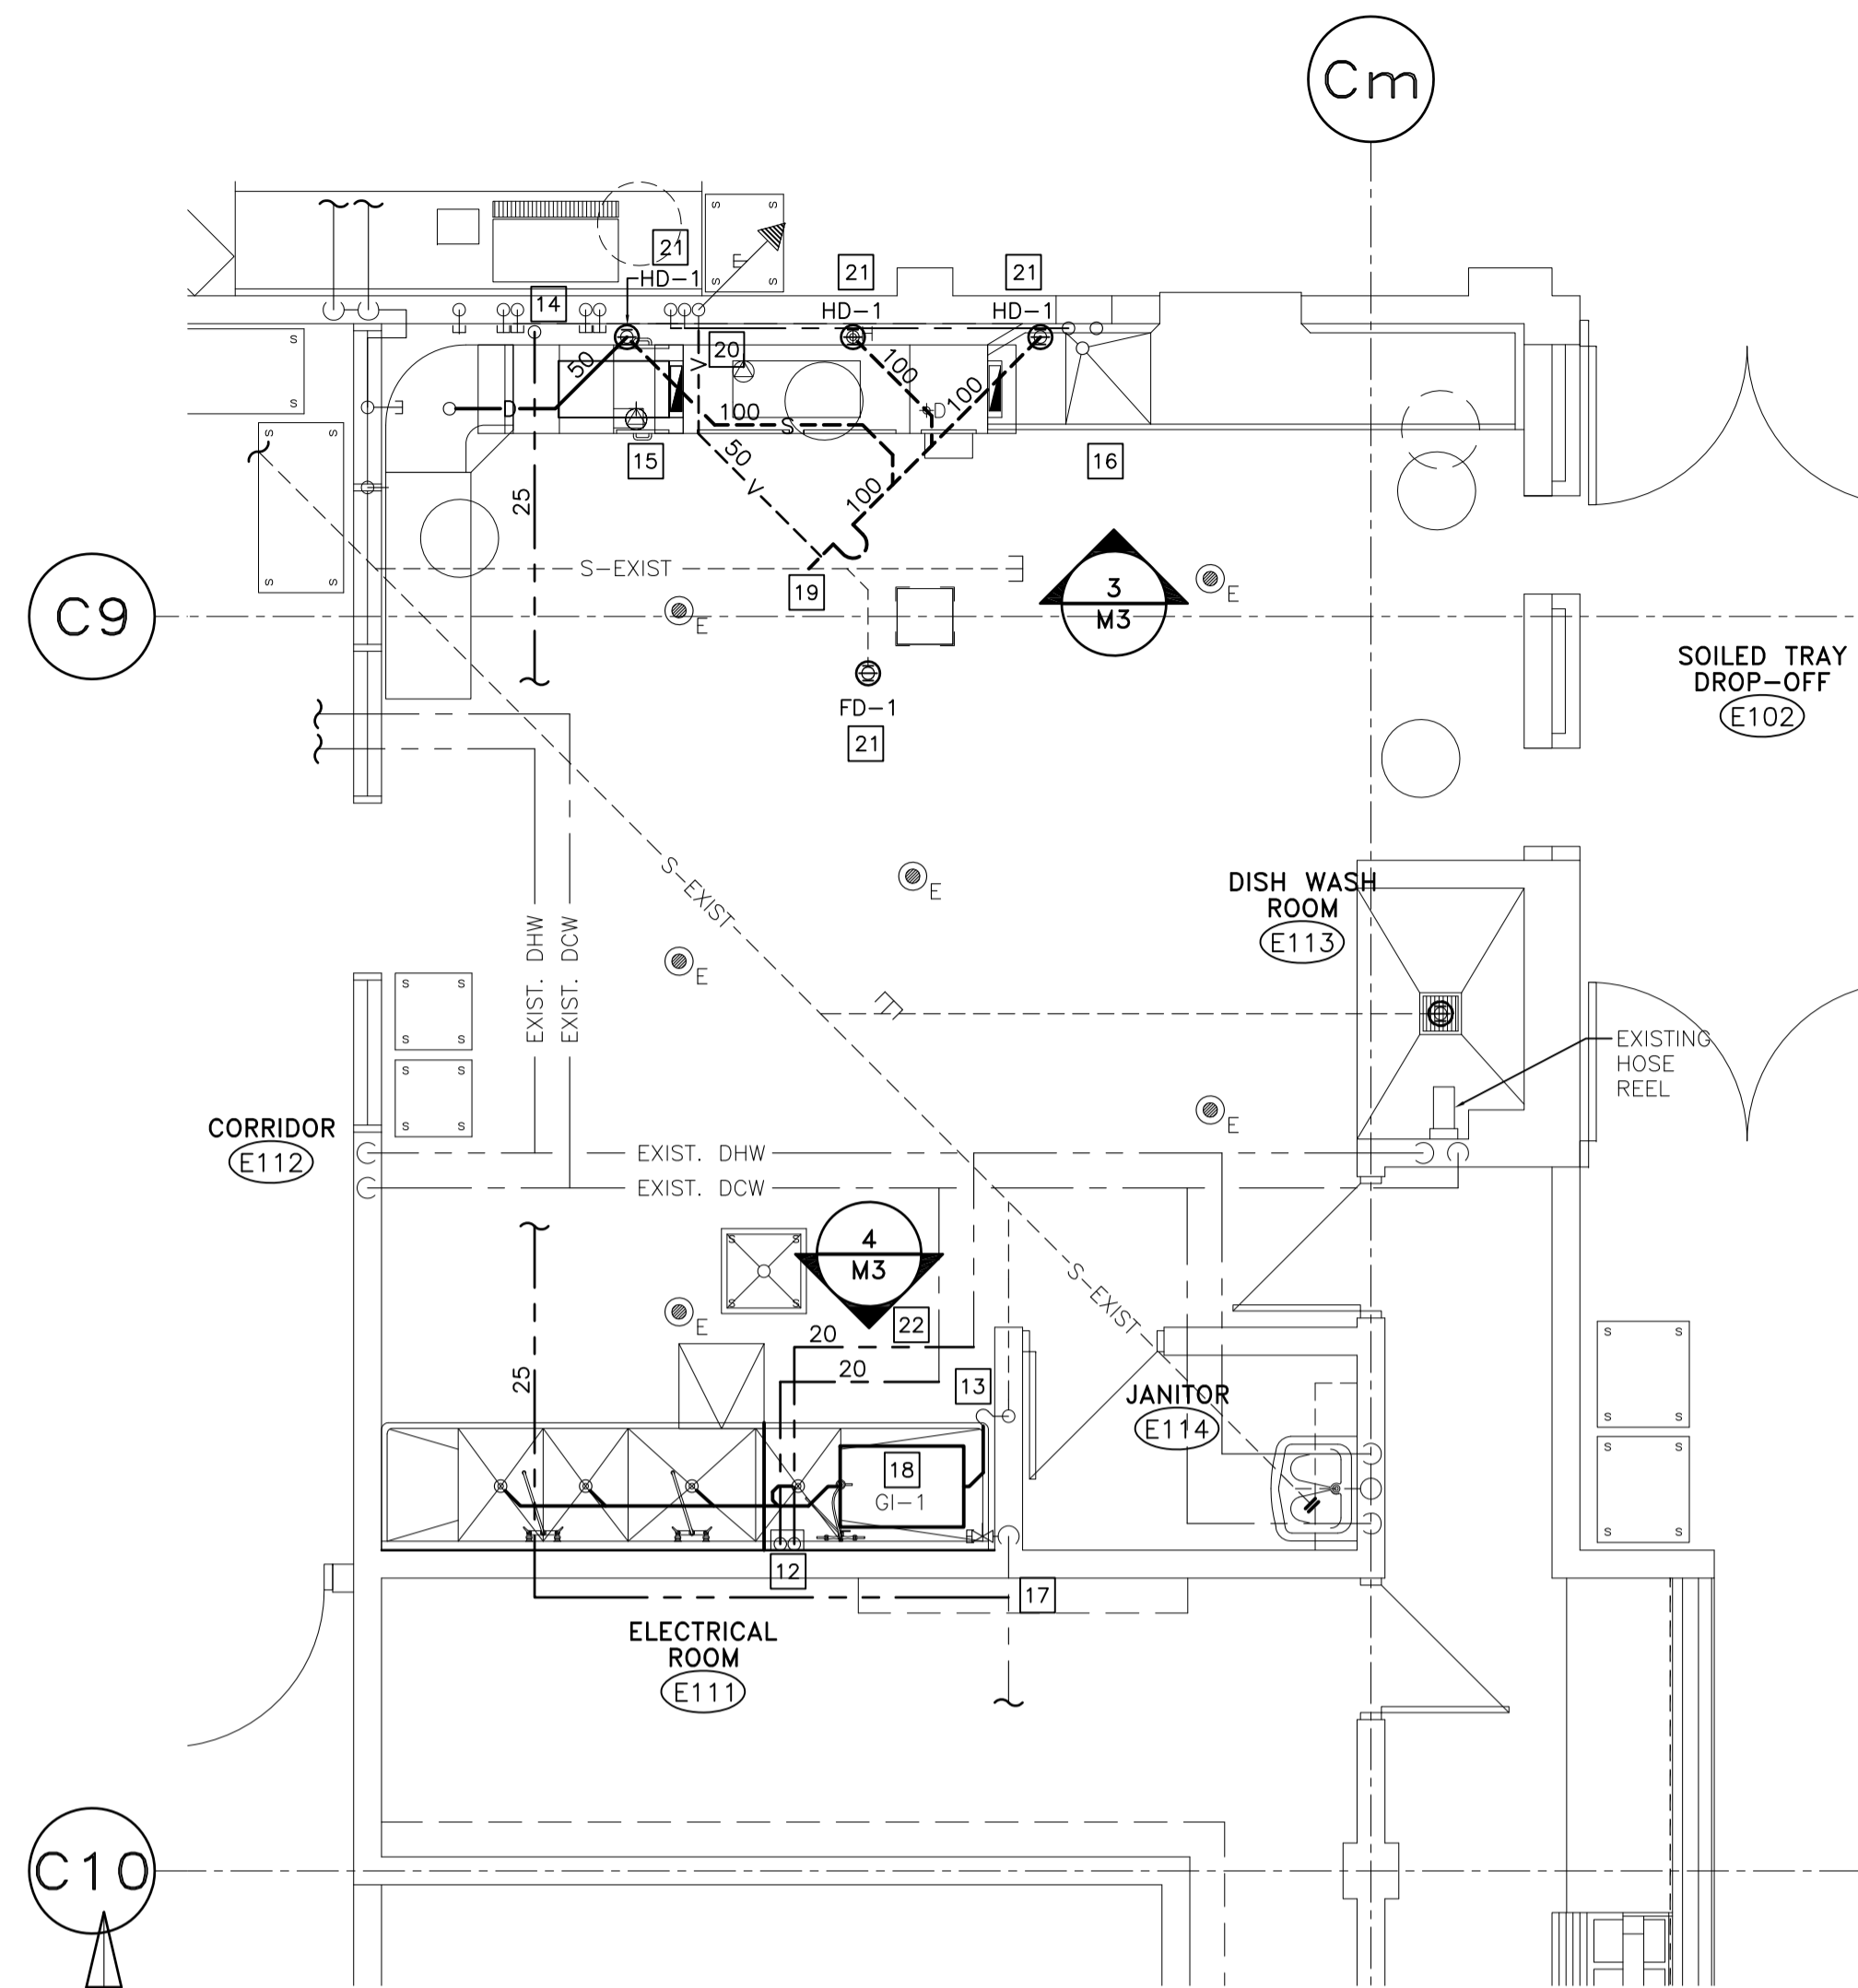 Cm
21
E
21
21
HD-1
14
HD-1
HD-1
20
50
V
100
100
D
D
100
S
15
50
V
16
25
100
S-EXIST
19
3
M3
E
C9
E
SOILED TRAY
DROP-OFF
E102
FD-1
21
S-EXIST
DISH WASH
ROOM
E113
E
EXIST. DHW
EXIST. DCW
E
EXISTING
HOSE
REEL
CORRIDOR
E112
E
EXIST. DHW
EXIST. DCW
4
M3
S-EXIST
E
22
20
20
25
13
JANITOR
E114
18
GI-1
12
17
ELECTRICAL
ROOM
E111
C10
S S
S S
S
S
S S
S S
S S
S S
S S
S S
S S
S S
S S
S S
S S
S S